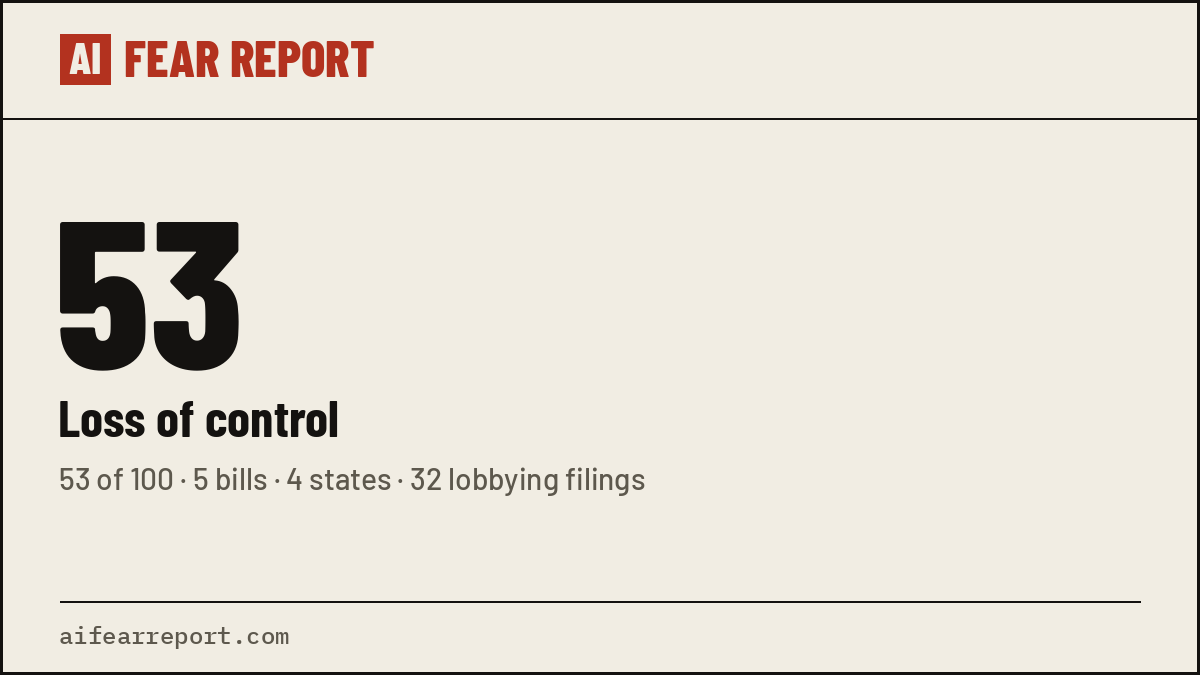 AI FEAR REPORT
53
Loss of control
53 of 100 · 5 bills · 4 states · 32 lobbying filings
aifearreport.com